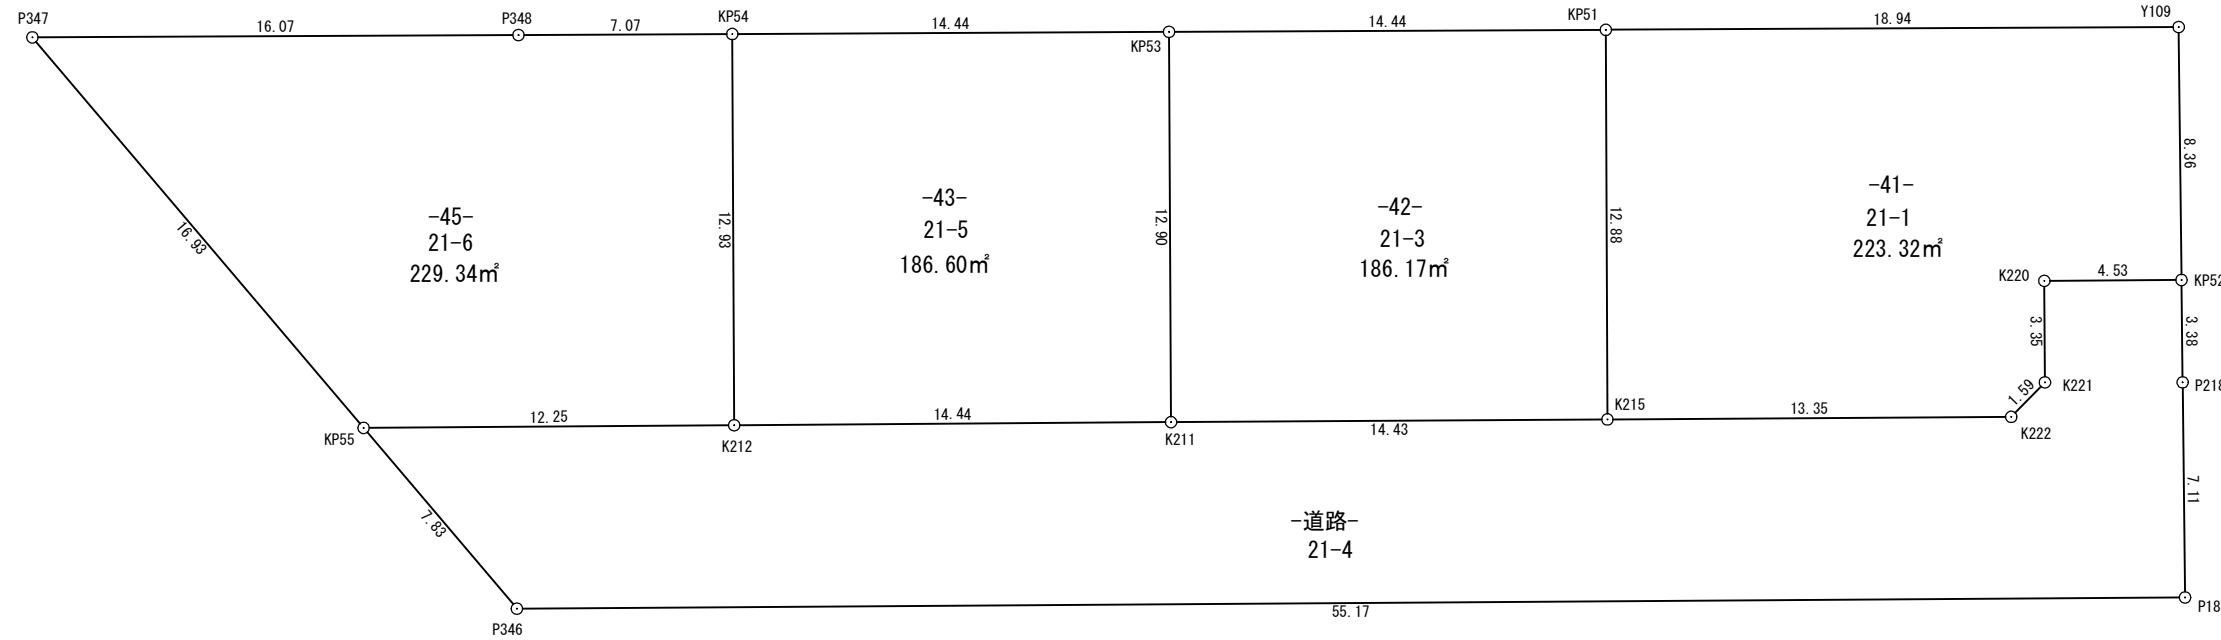 P347
16.07
P348
7.07
KP54
14.44
KP53
14.44
KP51
18.94
Y109
8.36
16.93
-45-
21-6
229.34㎡
12.93
-43-
21-5
186.60㎡
12.90
-42-
21-3
186.17㎡
12.88
-41-
21-1
223.32㎡
K220
4.53
KP52
3.35
3.38
1.59
K221
P218
KP55
12.25
K212
14.44
K211
14.43
K215
13.35
K222
7.83
7.11
-道路-
21-4
P346
55.17
P18